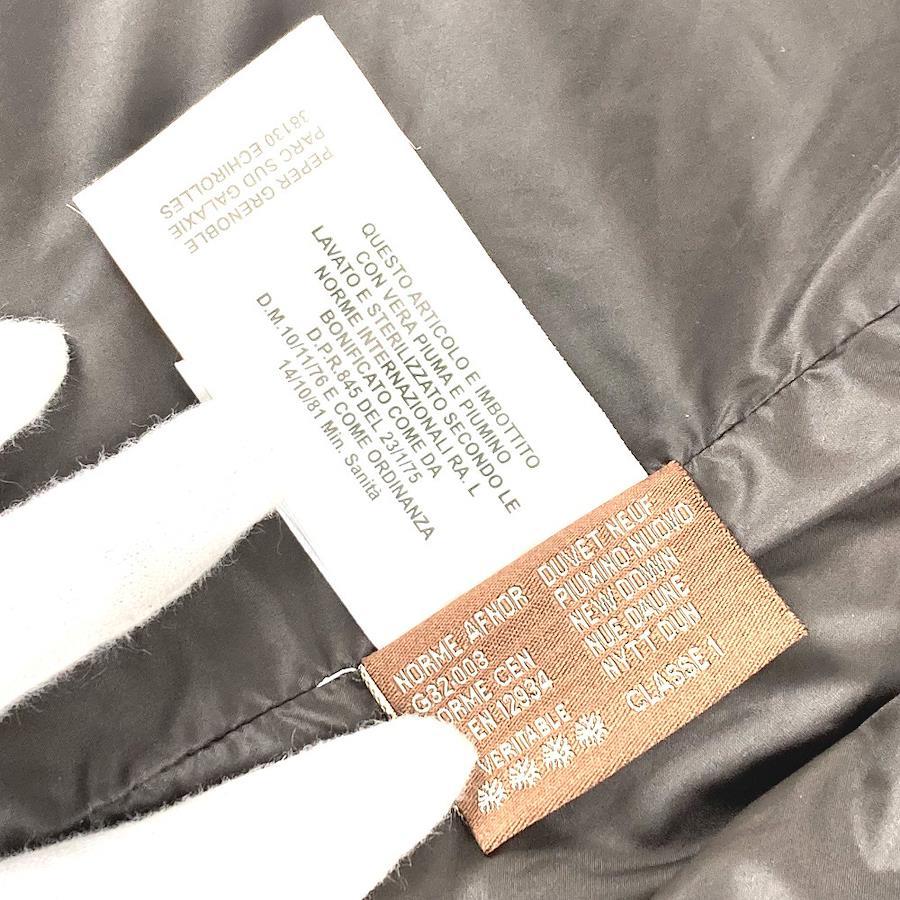 PEPER GRENOBLE
PARC SUD GALAXIE
38130 ECHIROLLES
QUESTO ARTICOLO E IMBOTTITO
CON VERA PIUMA E PIUMINO
LAVATO E STERILIZZATO SECONDO LE
NORME INTERNAZIONALI RA. L
BONIFICATO COME DA
D.P.R.845 DEL 23/1/75
D.M.10/11/76 E COME ORDINANZA
14/10/81 Min. Sanità
NORME AFNOR
G32.003
NORME CEN
EN 12934
VERITABLE
DUVET NEUF
PIUMINO NUOVO
NEW DOWN
NUE DAUNE
NYTT DUN
CLASSE 1